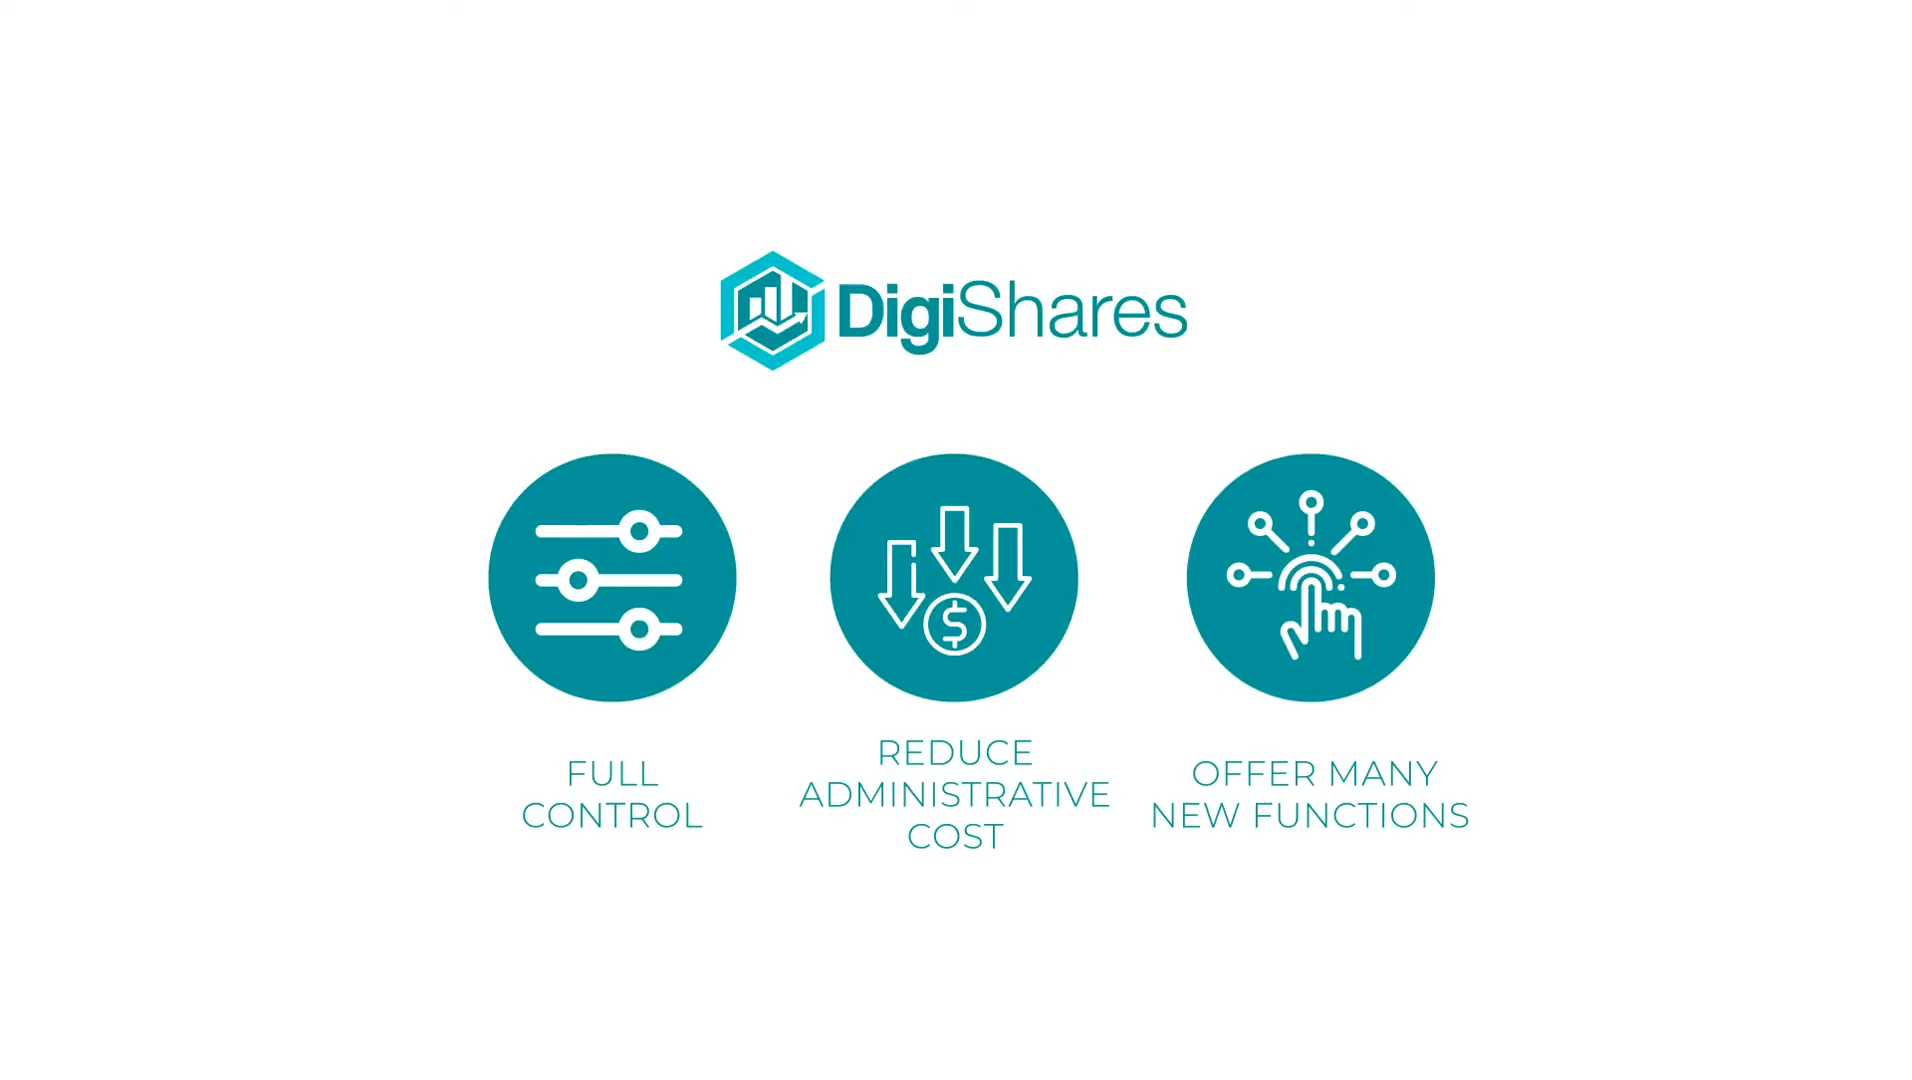 DigiShares
FULL
CONTROL
REDUCE
ADMINISTRATIVE
COST
OFFER MANY
NEW FUNCTIONS
$